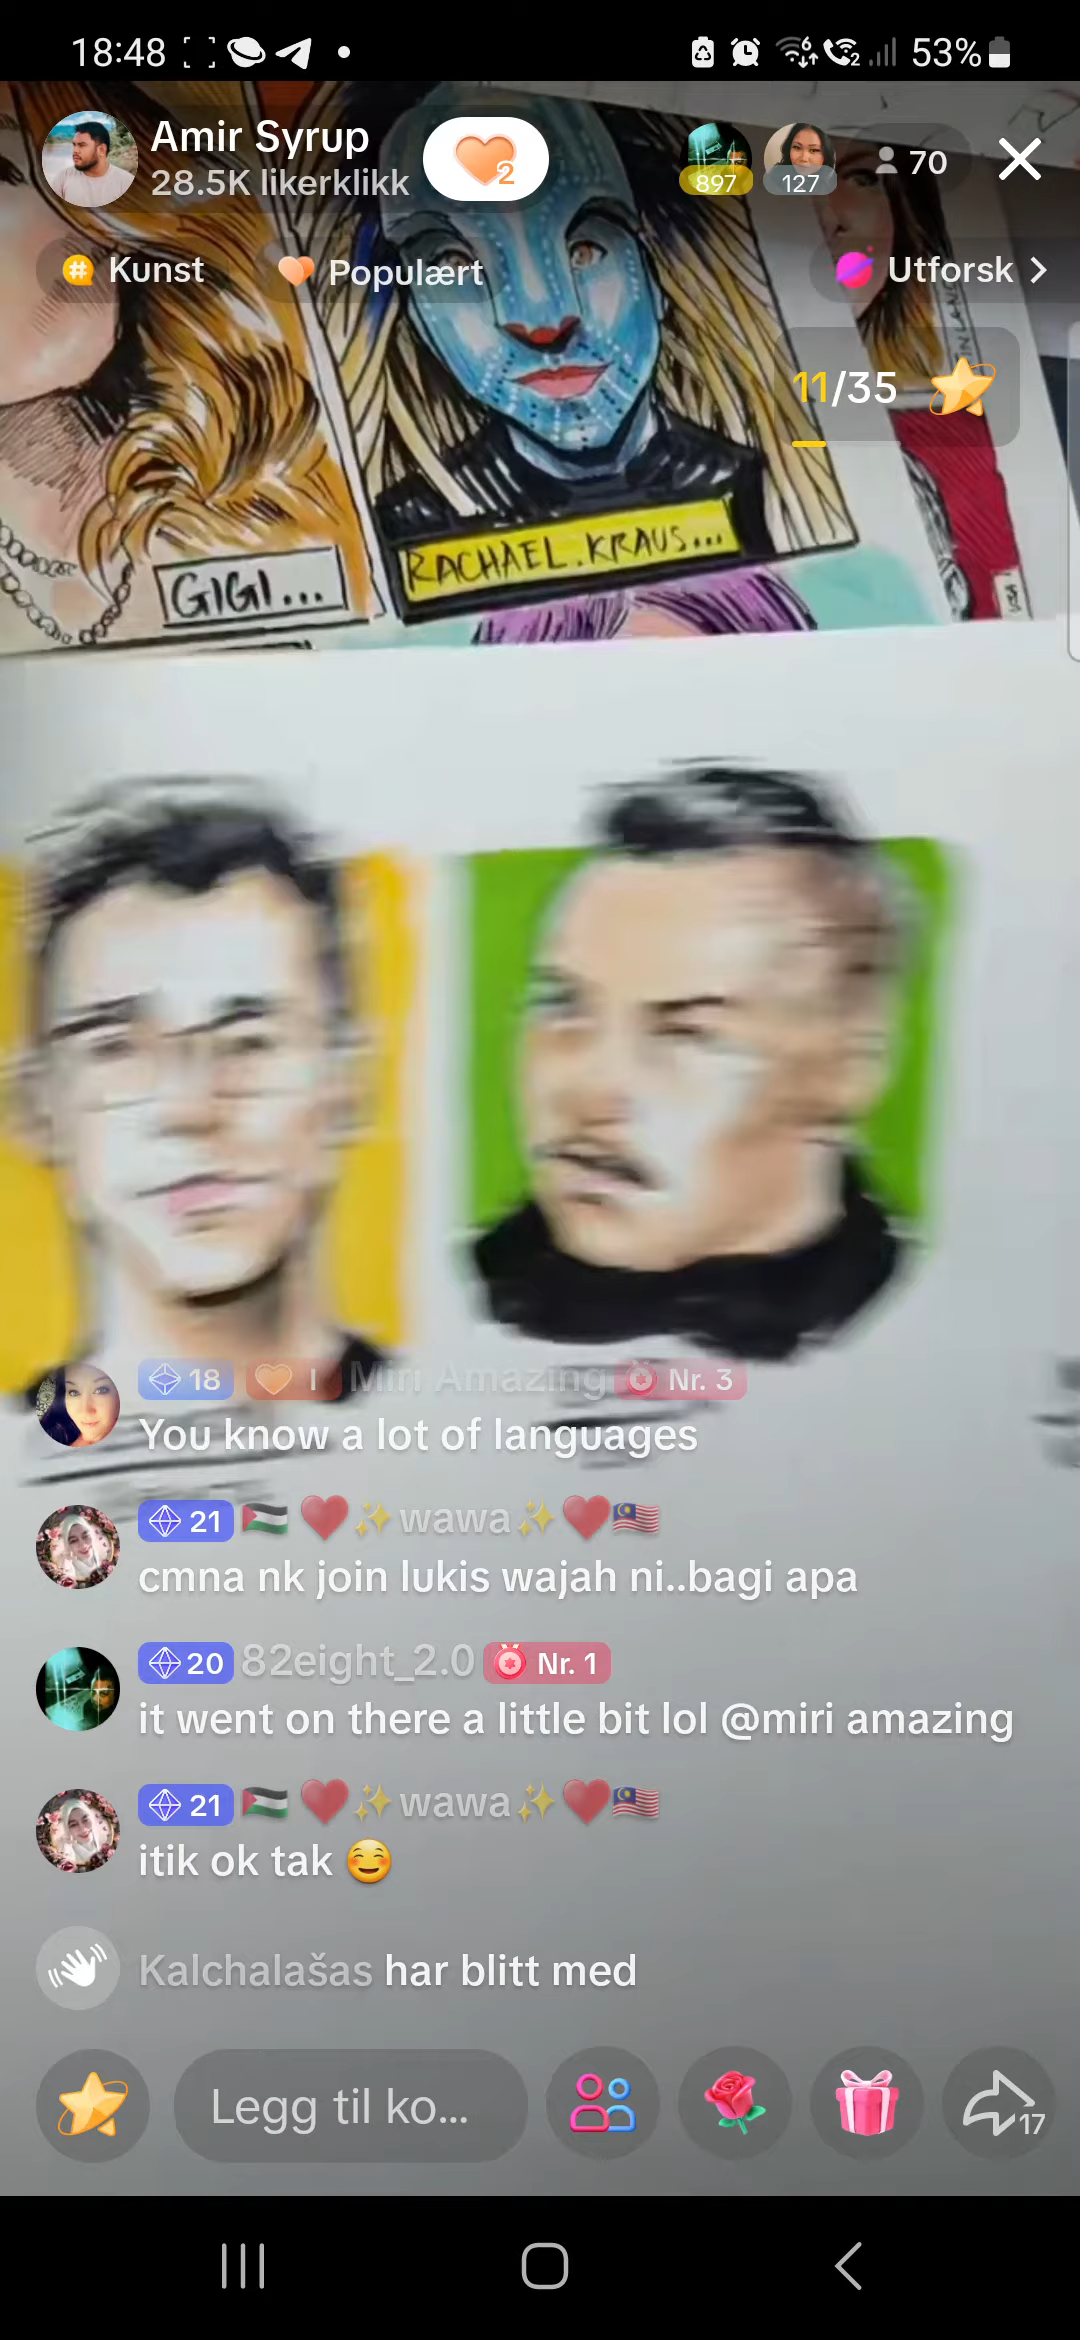 18:48
53%
Amir Syrup
28.5K likerklikk
2
897
127
70
Kunst
Populært
Utforsk
11/35
GIGI...
RACHAEL.KRAUS...
18 I Miri Amazing Nr. 3
You know a lot of languages
21 🇵🇸 ❤️✨wawa✨❤️🇲🇾
cmna nk join lukis wajah ni..bagi apa
20 82eight_2.0 Nr. 1
it went on there a little bit lol @miri amazing
21 🇵🇸 ❤️✨wawa✨❤️🇲🇾
itik ok tak 😊
Kalchalašas har blitt med
Legg til ko...
17